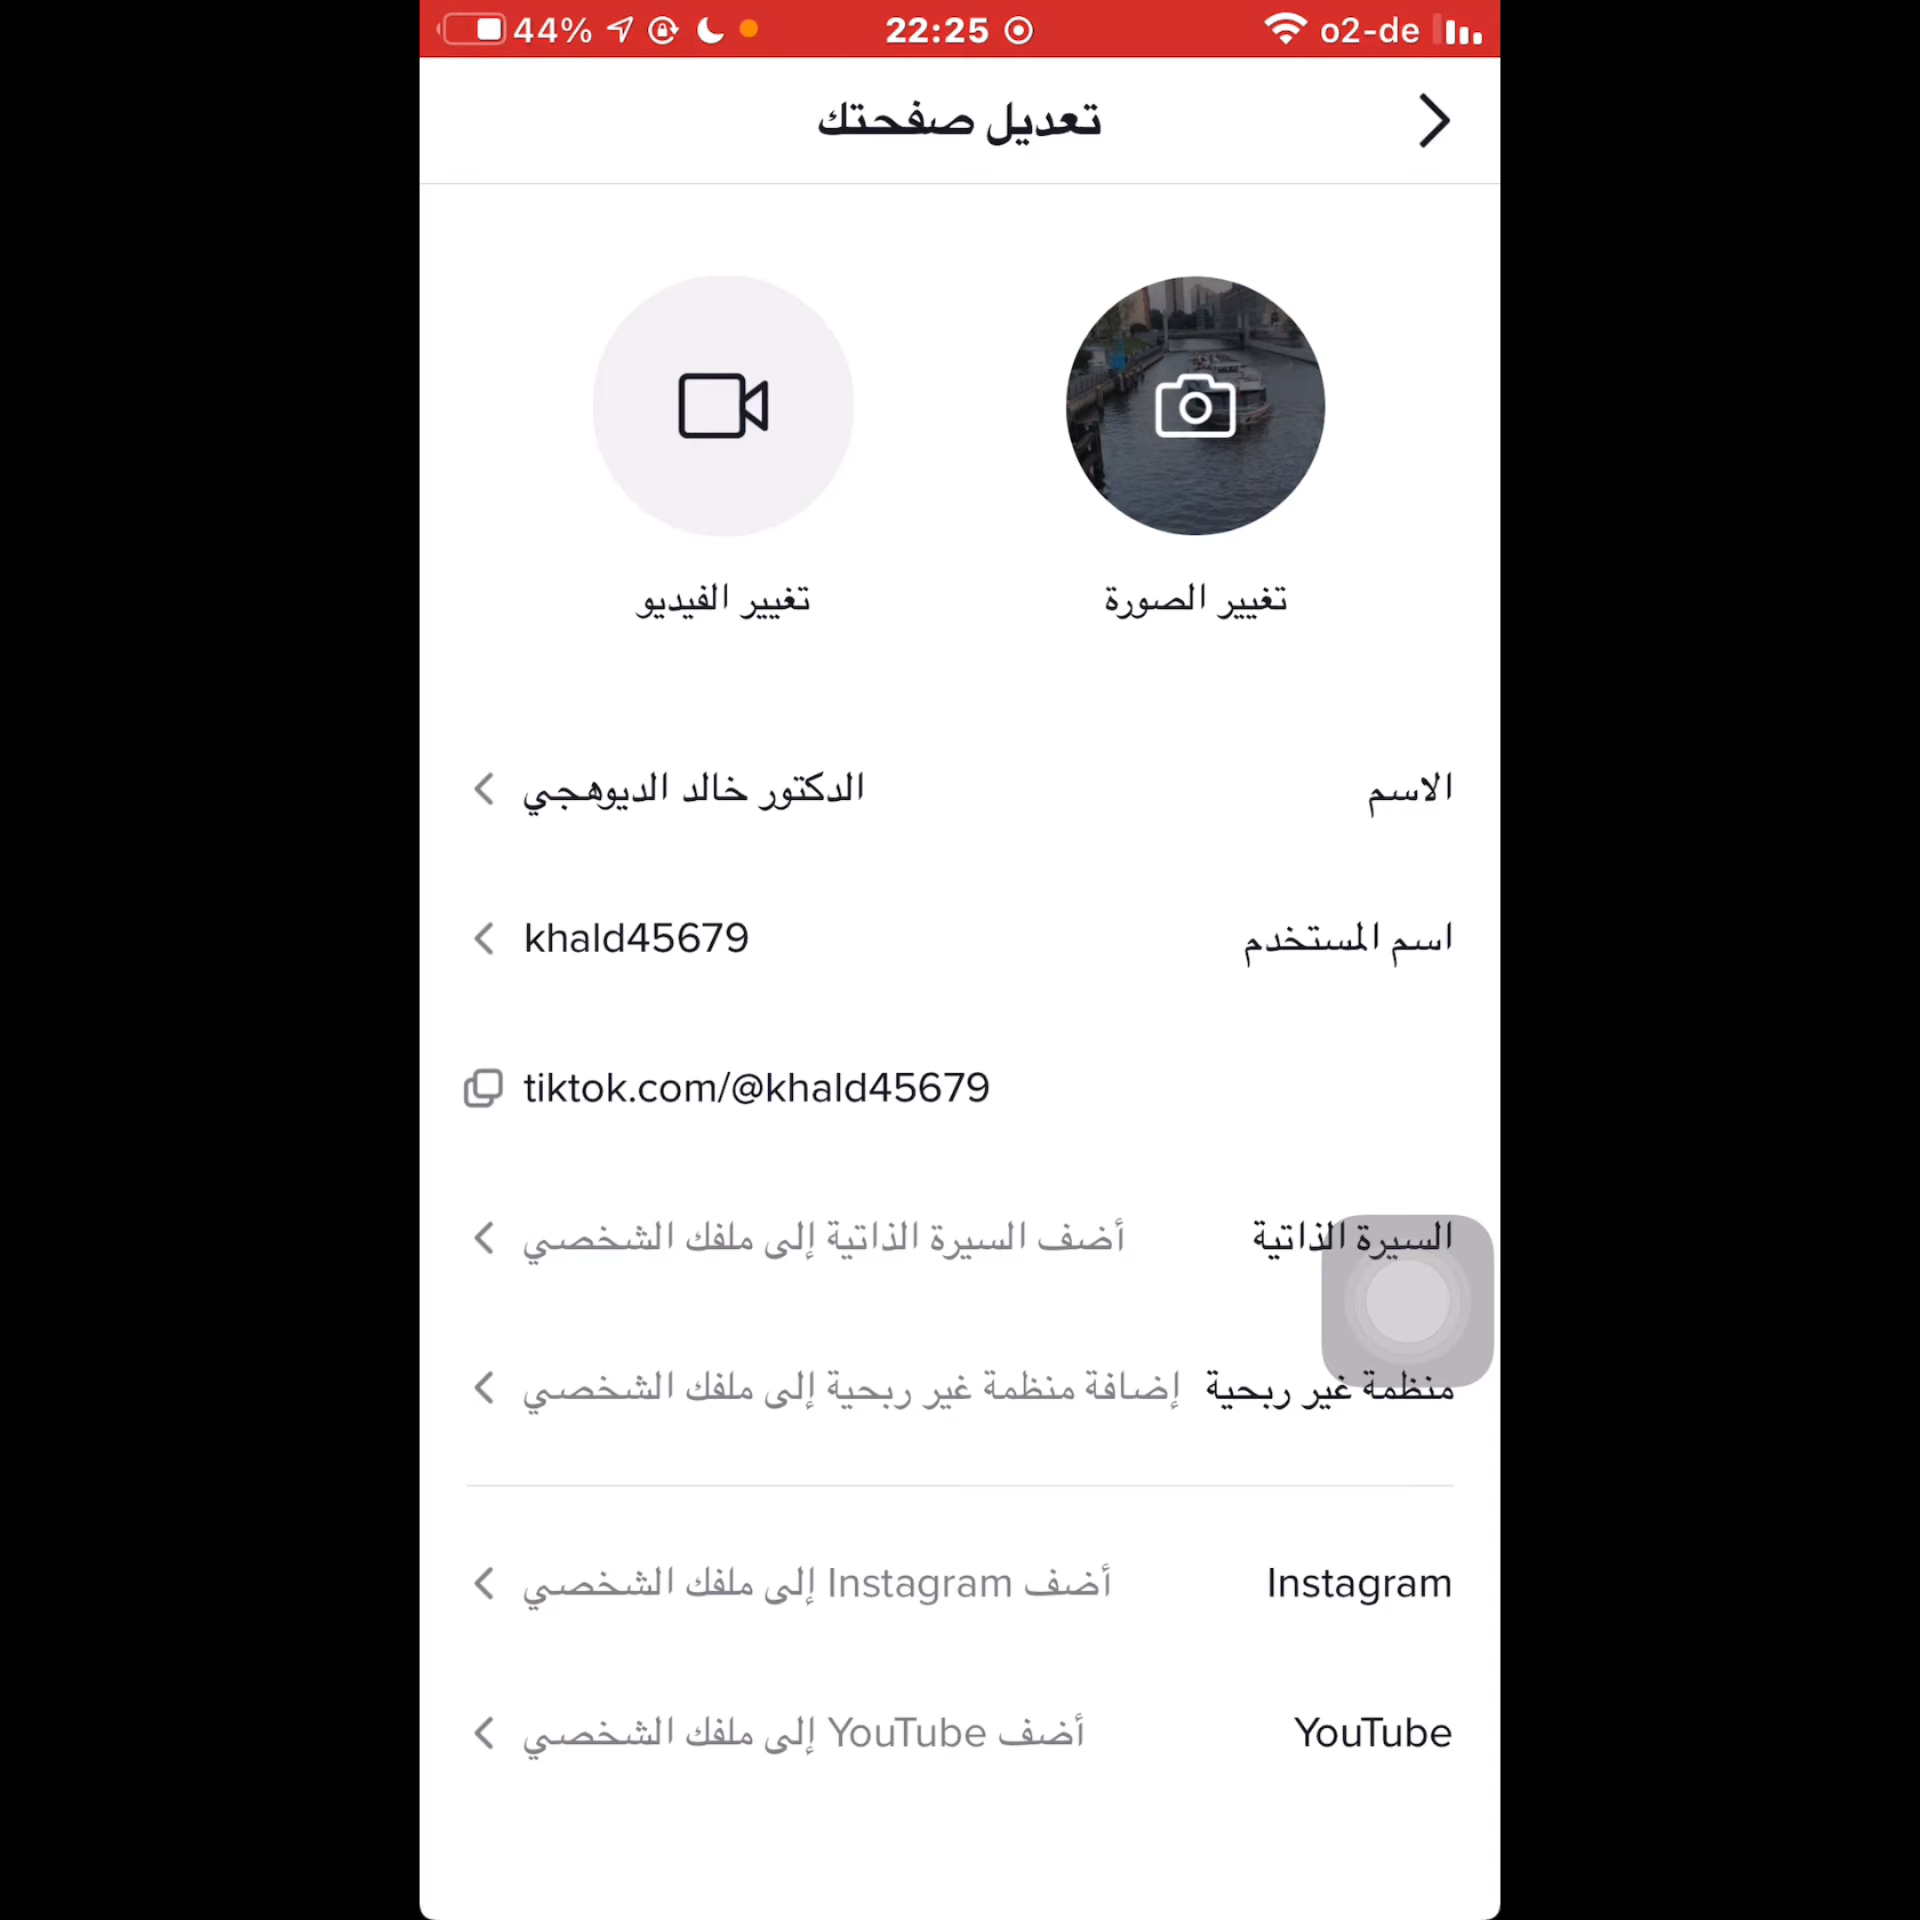 44% 22:25 o2-de
تعديل صفحتك
تغيير الصورة
تغيير الفيديو
الاسم الدكتور خالد الديوهجي
اسم المستخدم khald45679
tiktok.com/@khald45679
السيرة الذاتية أضف السيرة الذاتية إلى ملفك الشخصي
منظمة غير ربحية إضافة منظمة غير ربحية إلى ملفك الشخصي
Instagram أضف Instagram إلى ملفك الشخصي
YouTube أضف YouTube إلى ملفك الشخصي